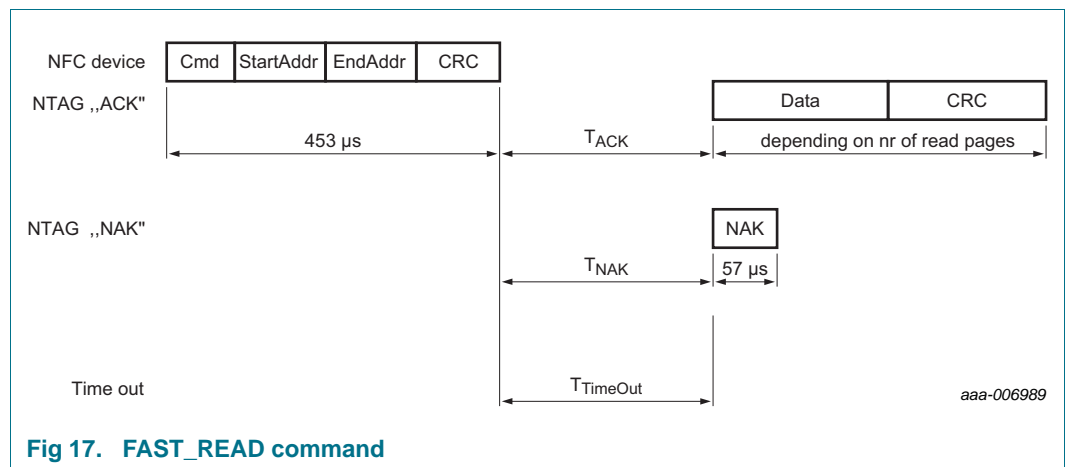 NFC device Cmd StartAddr EndAddr CRC
NTAG ,,ACK" Data CRC
453 µs TACK depending on nr of read pages
NTAG ,,NAK" NAK
TNAK 57 µs
Time out TTimeOut aaa-006989
Fig 17. FAST_READ command